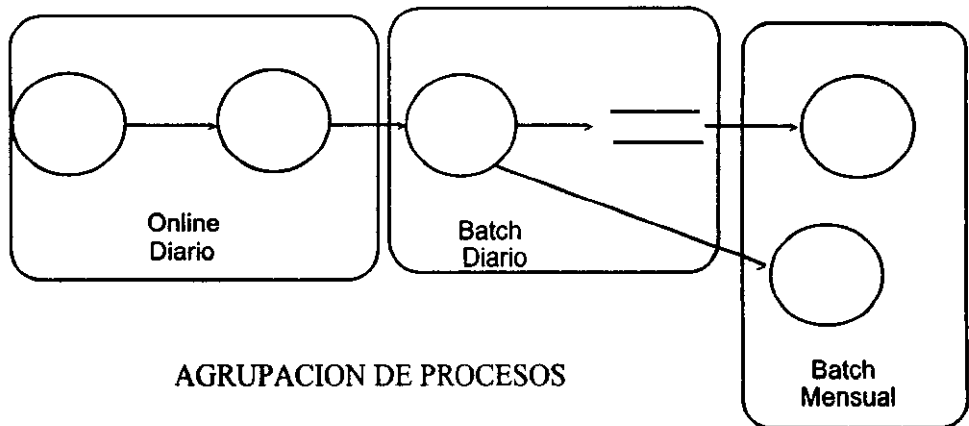 Online
Diario
Batch
Diario
Batch
Mensual
AGRUPACION DE PROCESOS